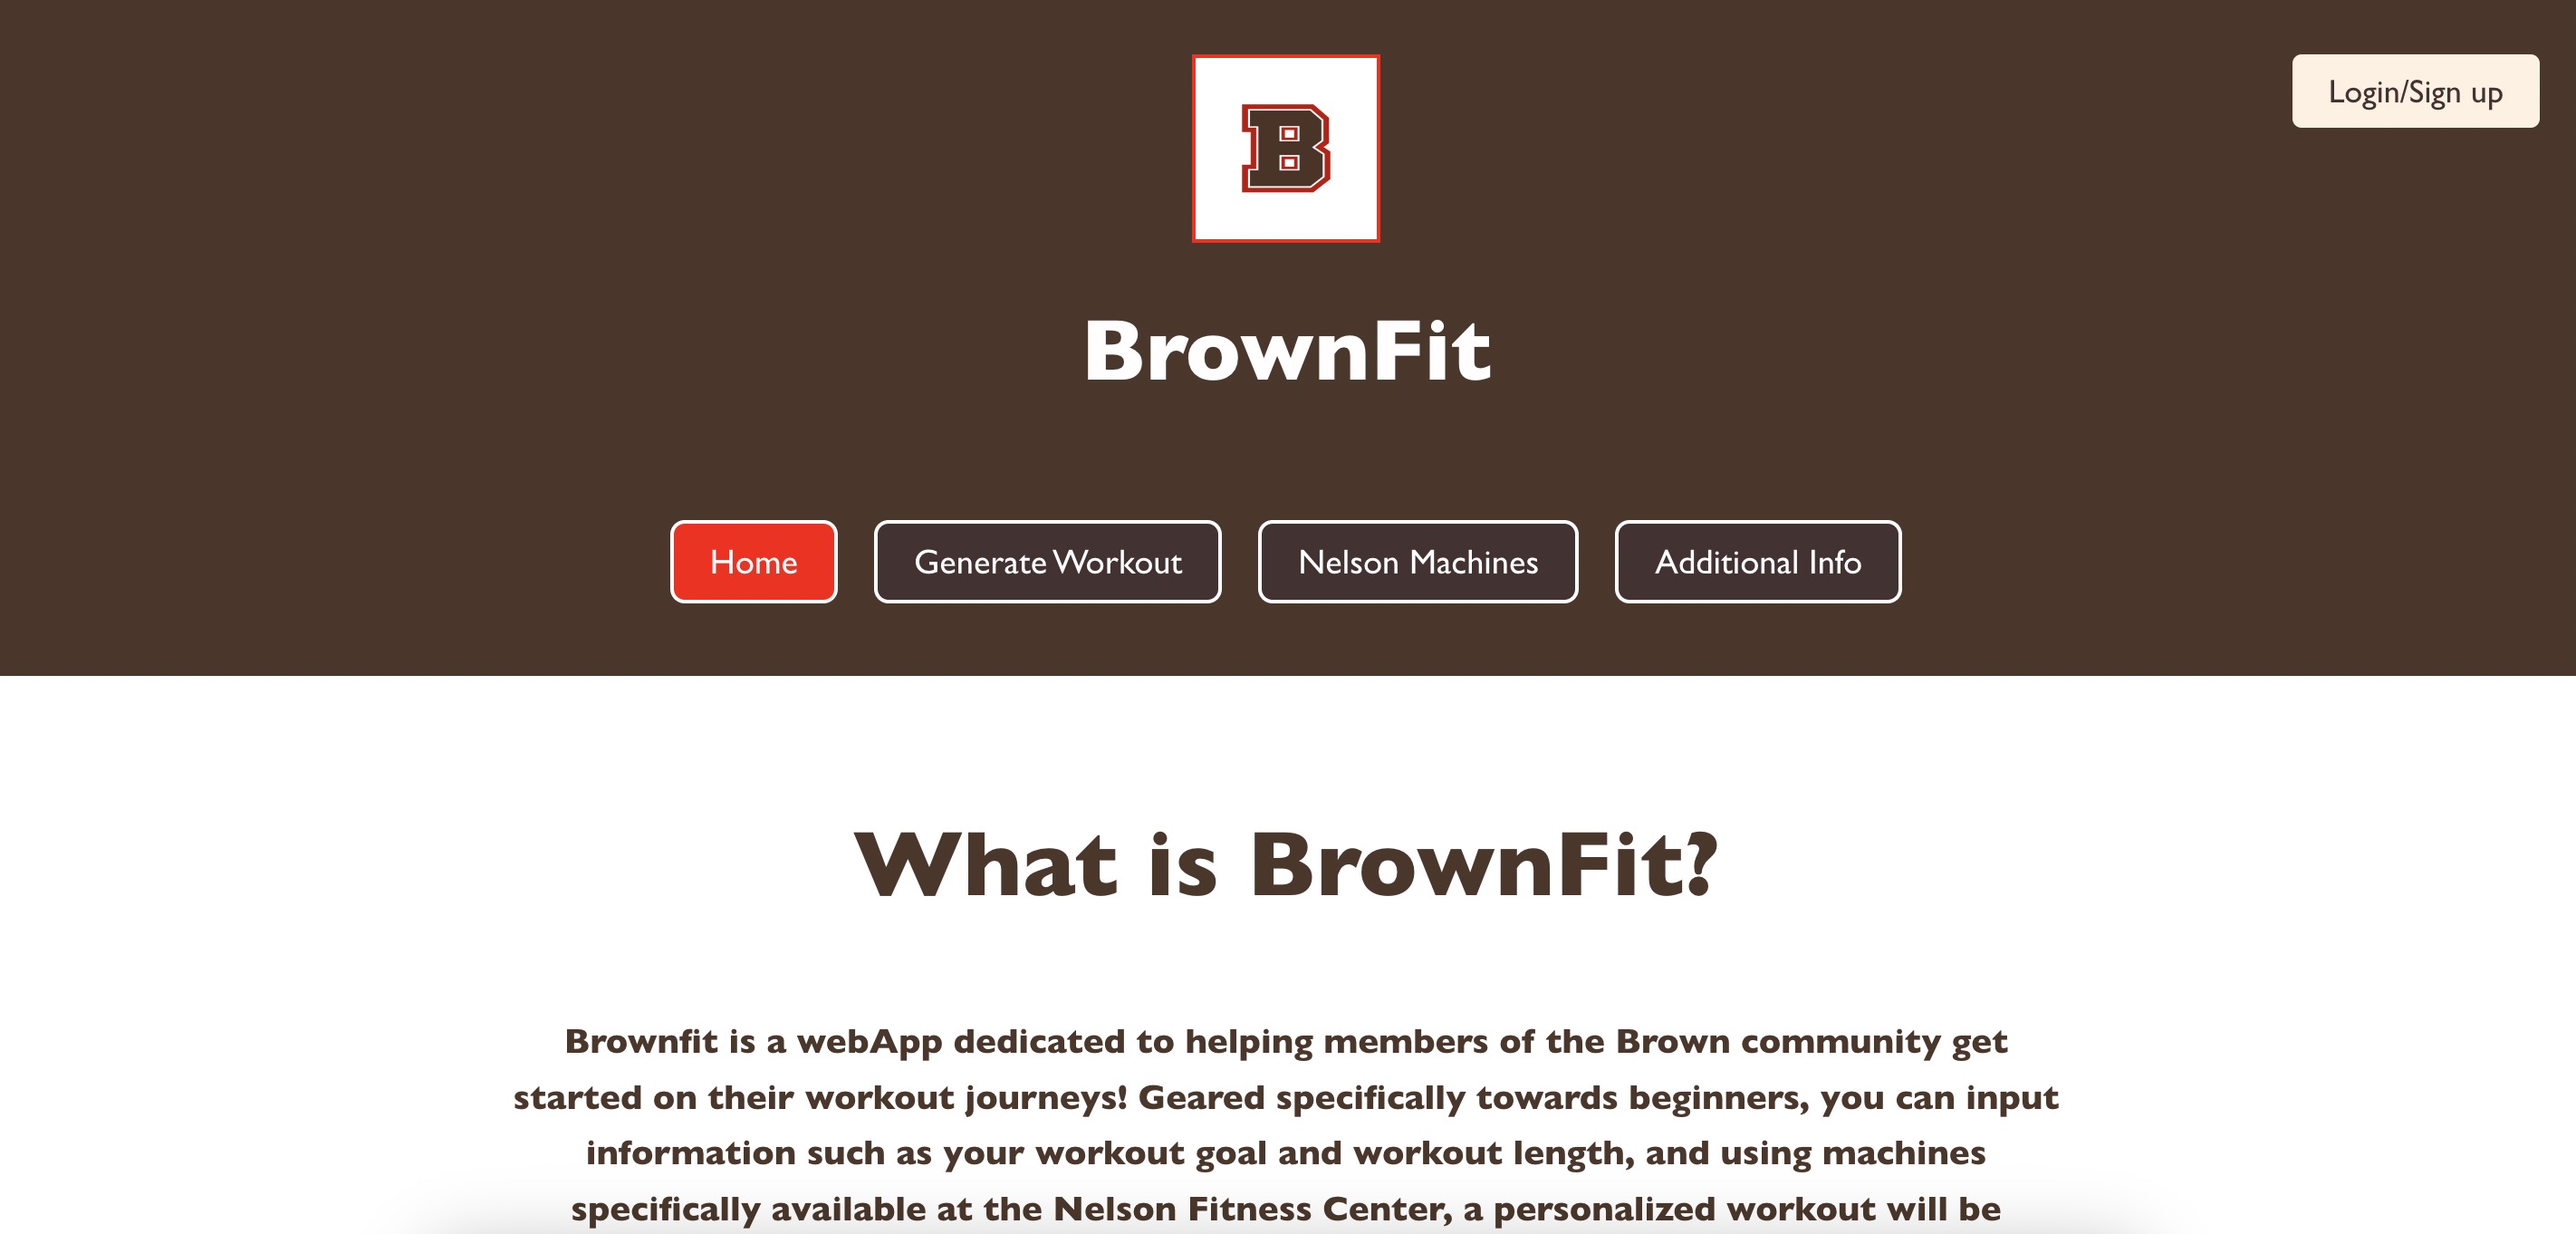 B
Login/Sign up
BrownFit
Home
Generate Workout
Nelson Machines
Additional Info
What is BrownFit?
Brownfit is a webApp dedicated to helping members of the Brown community get
started on their workout journeys! Geared specifically towards beginners, you can input
information such as your workout goal and workout length, and using machines
specifically available at the Nelson Fitness Center, a personalized workout will be